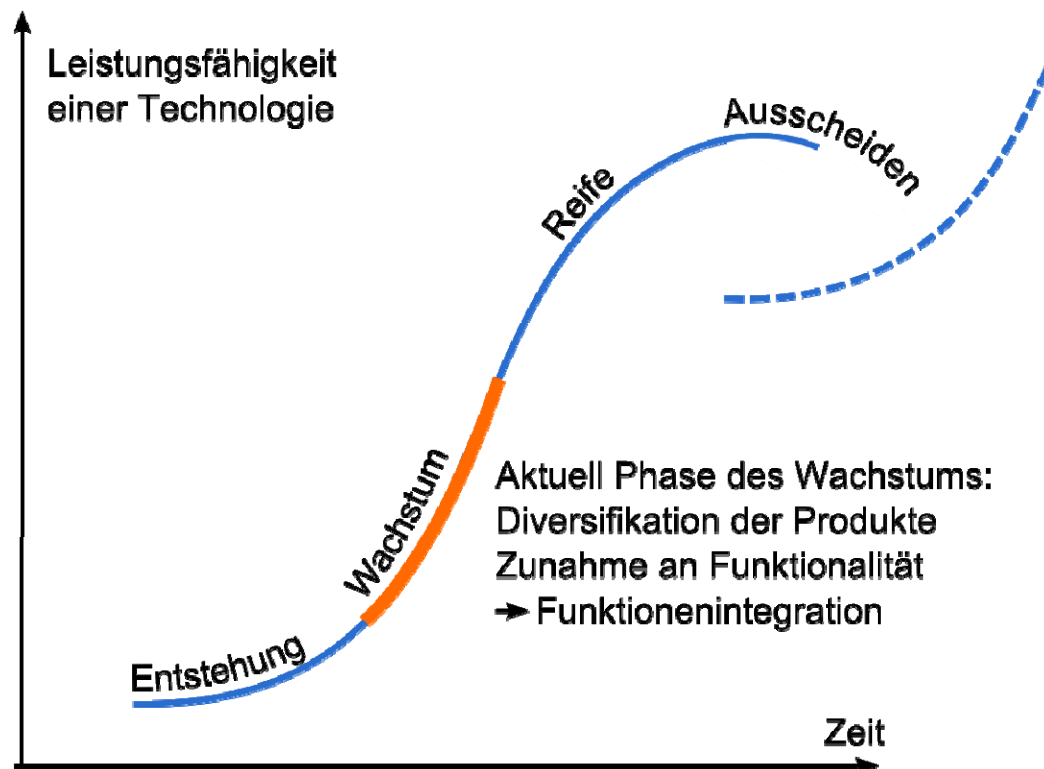 Leistungsfähigkeit
einer Technologie
Ausscheiden
Reife
Wachstum
Aktuell Phase des Wachstums:
Diversifikation der Produkte
Zunahme an Funktionalität
➔ Funktionenintegration
Entstehung
Zeit